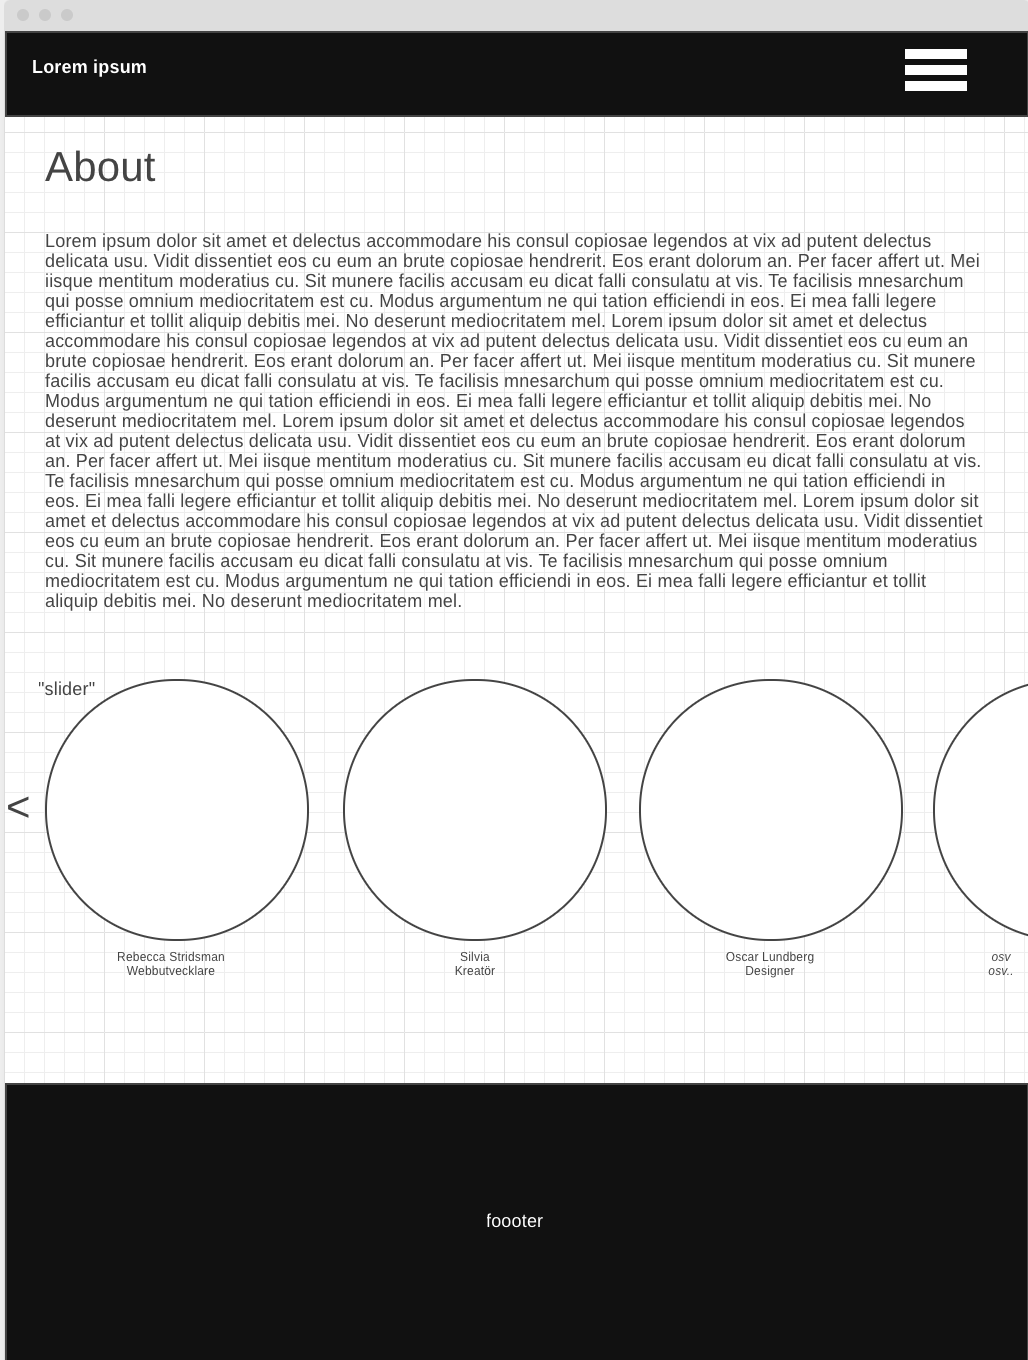 Lorem ipsum
About
Lorem ipsum dolor sit amet et delectus accommodare his consul copiosae legendos at vix ad putent delectus
delicata usu. Vidit dissentiet eos cu eum an brute copiosae hendrerit. Eos erant dolorum an. Per facer affert ut. Mei
iisque mentitum moderatius cu. Sit munere facilis accusam eu dicat falli consulatu at vis. Te facilisis mnesarchum
qui posse omnium mediocritatem est cu. Modus argumentum ne qui tation efficiendi in eos. Ei mea falli legere
efficiantur et tollit aliquip debitis mei. No deserunt mediocritatem mel. Lorem ipsum dolor sit amet et delectus
accommodare his consul copiosae legendos at vix ad putent delectus delicata usu. Vidit dissentiet eos cu eum an
brute copiosae hendrerit. Eos erant dolorum an. Per facer affert ut. Mei iisque mentitum moderatius cu. Sit munere
facilis accusam eu dicat falli consulatu at vis. Te facilisis mnesarchum qui posse omnium mediocritatem est cu.
Modus argumentum ne qui tation efficiendi in eos. Ei mea falli legere efficiantur et tollit aliquip debitis mei. No
deserunt mediocritatem mel. Lorem ipsum dolor sit amet et delectus accommodare his consul copiosae legendos
at vix ad putent delectus delicata usu. Vidit dissentiet eos cu eum an brute copiosae hendrerit. Eos erant dolorum
an. Per facer affert ut. Mei iisque mentitum moderatius cu. Sit munere facilis accusam eu dicat falli consulatu at vis.
Te facilisis mnesarchum qui posse omnium mediocritatem est cu. Modus argumentum ne qui tation efficiendi in
eos. Ei mea falli legere efficiantur et tollit aliquip debitis mei. No deserunt mediocritatem mel. Lorem ipsum dolor sit
amet et delectus accommodare his consul copiosae legendos at vix ad putent delectus delicata usu. Vidit dissentiet
eos cu eum an brute copiosae hendrerit. Eos erant dolorum an. Per facer affert ut. Mei iisque mentitum moderatius
cu. Sit munere facilis accusam eu dicat falli consulatu at vis. Te facilisis mnesarchum qui posse omnium
mediocritatem est cu. Modus argumentum ne qui tation efficiendi in eos. Ei mea falli legere efficiantur et tollit
aliquip debitis mei. No deserunt mediocritatem mel.
"slider"
<
Rebecca Stridsman
Webbutvecklare
Silvia
Kreatör
Oscar Lundberg
Designer
osv
osv..
foooter